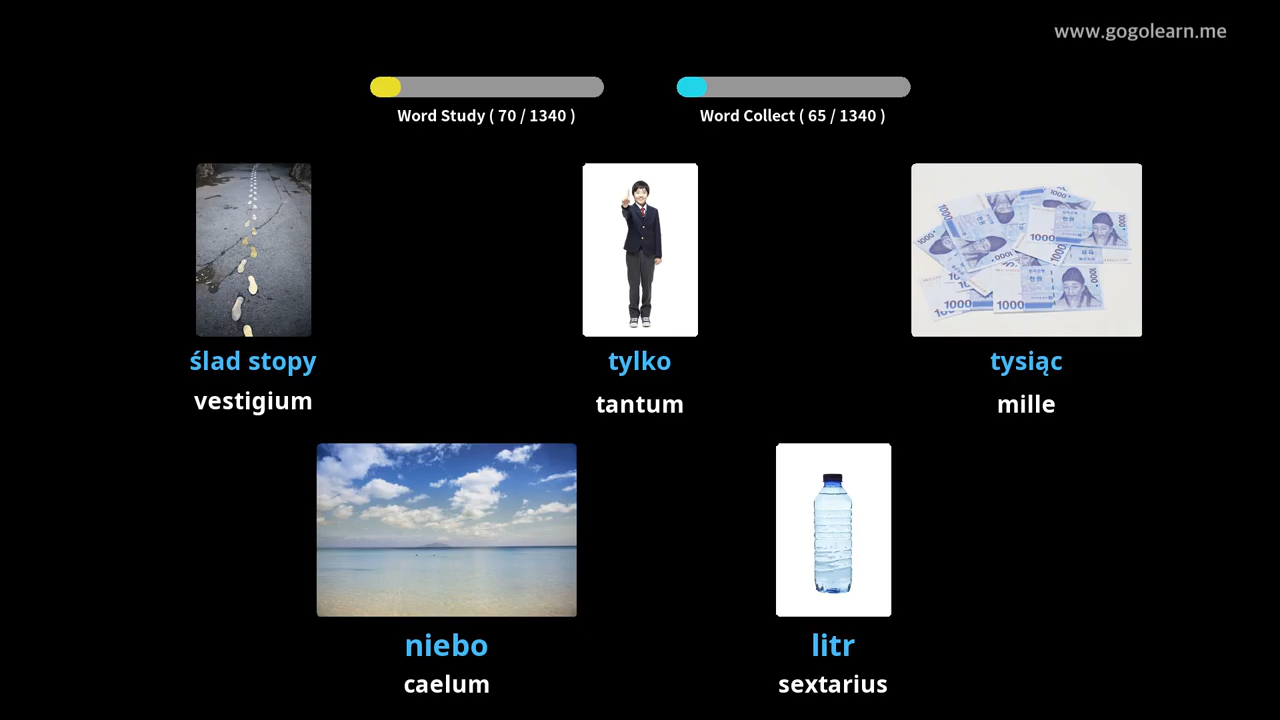 www.gogolearn.me
Word Study ( 70 / 1340 )
Word Collect ( 65 / 1340 )
ślad stopy
vestigium
tylko
tantum
tysiąc
mille
niebo
caelum
litr
sextarius